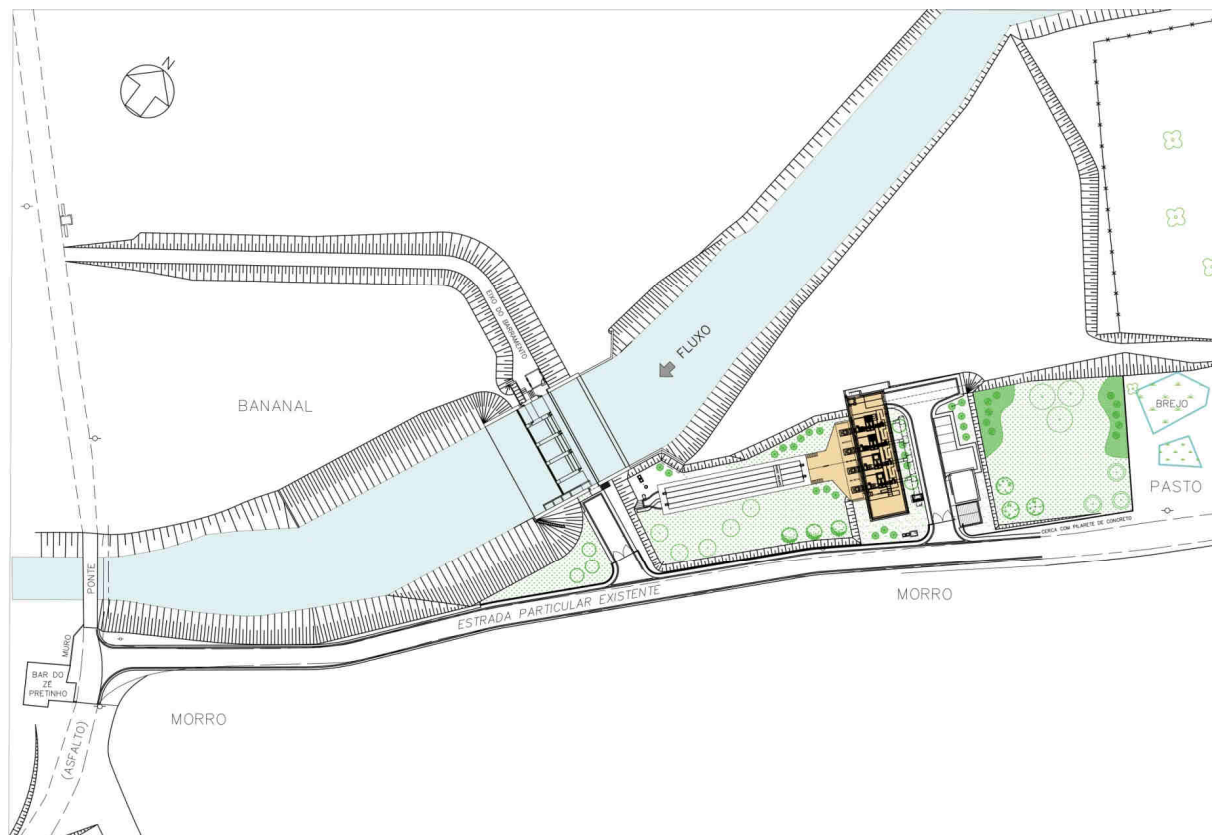 N
EIXO DO BARRAMENTO
FLUXO
BANANAL
BREJO
PASTO
CERCA COM PILARETE DE CONCRETO
PONTE
ESTRADA PARTICULAR EXISTENTE
MORRO
MURO
BAR DO
ZÉ
PRETINHO
MORRO
(ASFALTO)